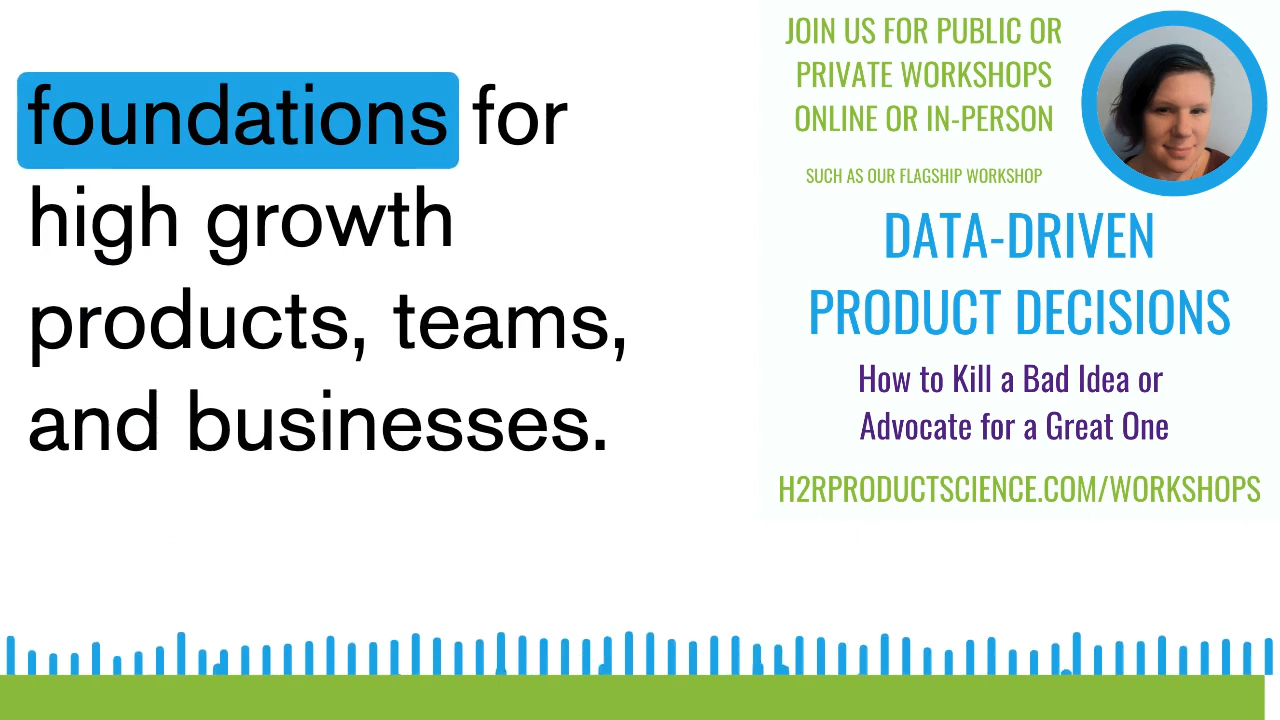 foundations for
high growth
products, teams,
and businesses.
JOIN US FOR PUBLIC OR
PRIVATE WORKSHOPS
ONLINE OR IN-PERSON
SUCH AS OUR FLAGSHIP WORKSHOP
DATA-DRIVEN
PRODUCT DECISIONS
How to Kill a Bad Idea or
Advocate for a Great One
H2RPRODUCTSCIENCE.COM/WORKSHOPS